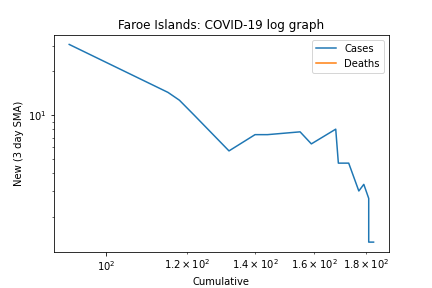 Faroe Islands: COVID-19 log graph
Cases
Deaths
New (3 day SMA)
10¹
10² 1.2 × 10² 1.4 × 10² 1.6 × 10² 1.8 × 10²
Cumulative